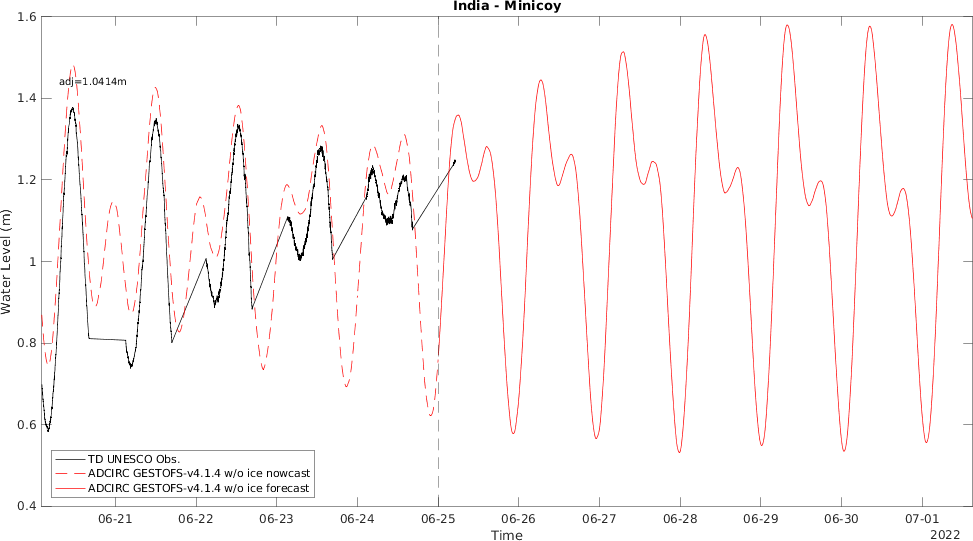 India - Minicoy
1.6
1.4
1.2
1
0.8
0.6
0.4
Water Level (m)
adj=1.0414m
TD UNESCO Obs.
ADCIRC GESTOFS-v4.1.4 w/o ice nowcast
ADCIRC GESTOFS-v4.1.4 w/o ice forecast
06-21 06-22 06-23 06-24 06-25 06-26 06-27 06-28 06-29 06-30 07-01
Time
2022